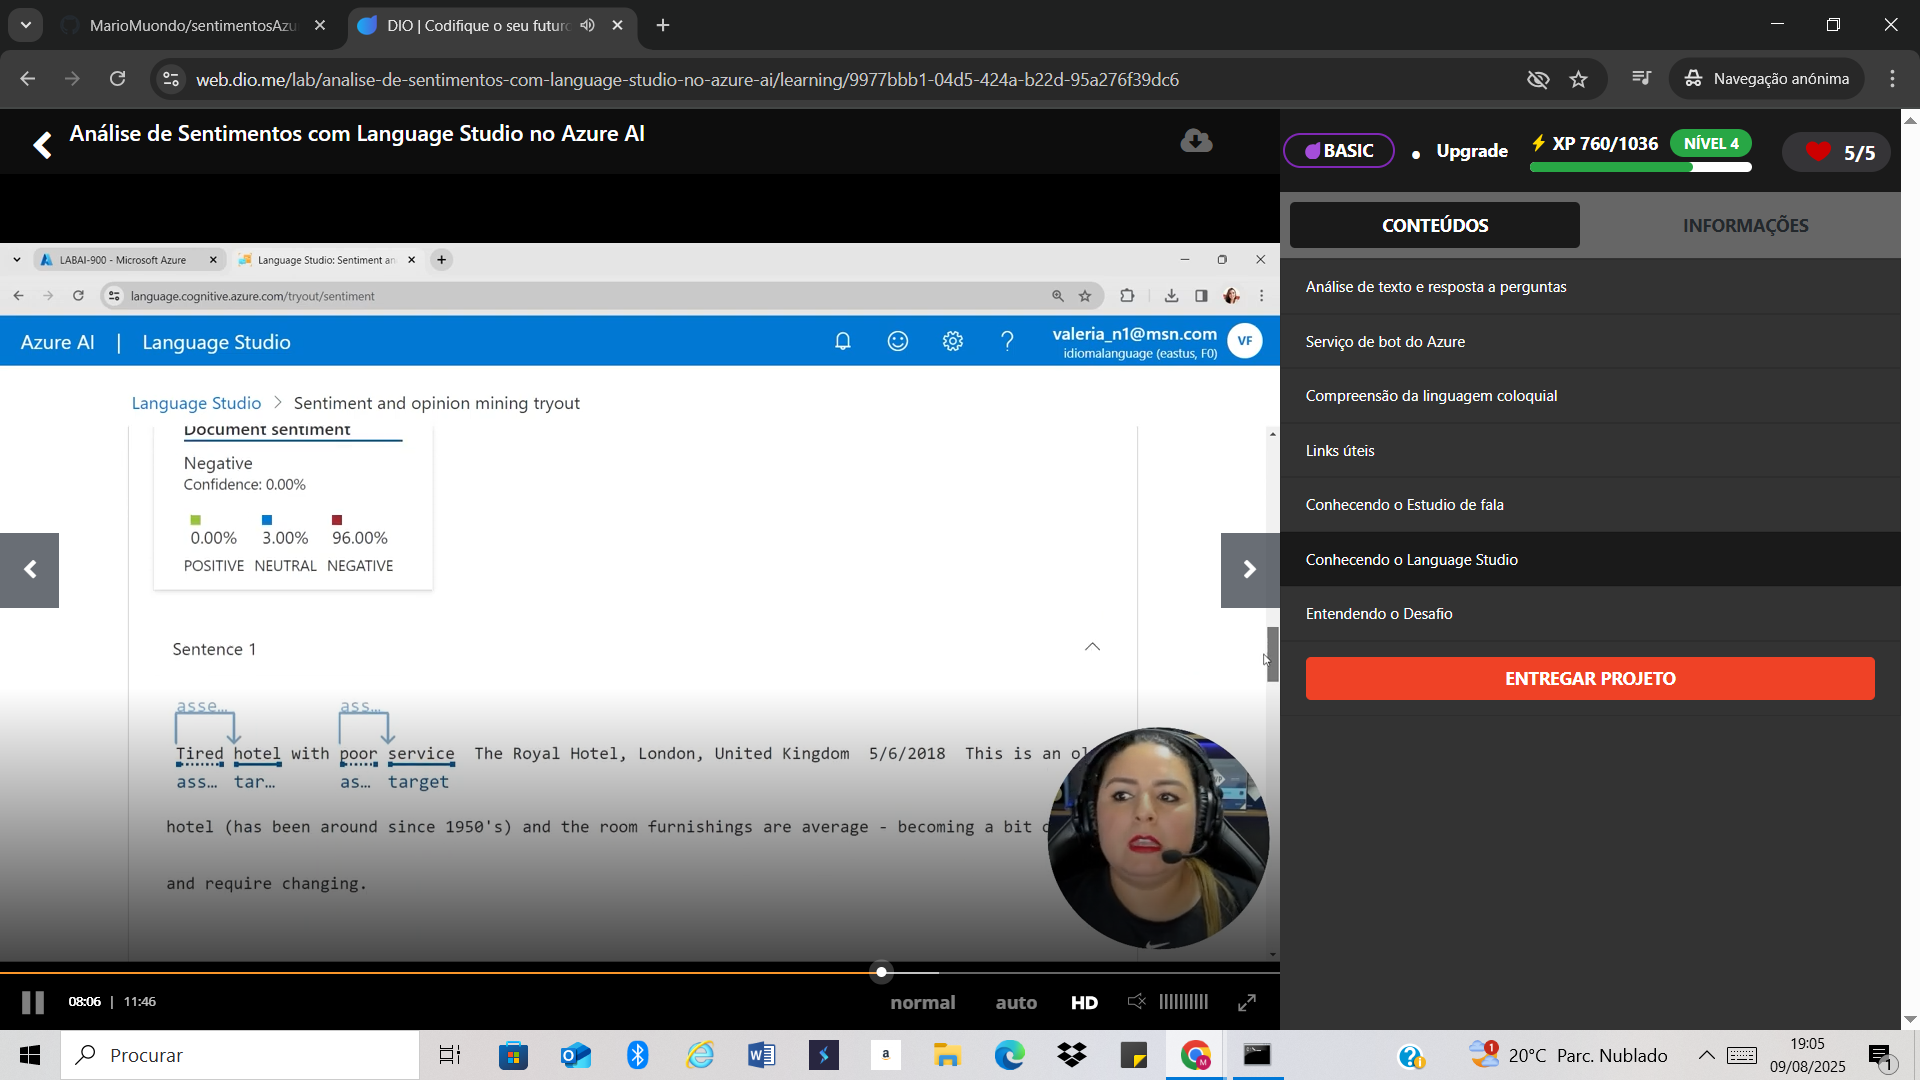 MarioMuondo/sentimentosAzu
DIO | Codifique o seu futuro
web.dio.me/lab/analise-de-sentimentos-com-language-studio-no-azure-ai/learning/9977bbb1-04d5-424a-b22d-95a276f39dc6
Navegação anónima
Análise de Sentimentos com Language Studio no Azure AI
BASIC
Upgrade
XP 760/1036
NÍVEL 4
5/5
CONTEÚDOS
INFORMAÇÕES
LABAI-900 - Microsoft Azure
Language Studio: Sentiment an
language.cognitive.azure.com/tryout/sentiment
Azure AI | Language Studio
valeria_n1@msn.com
idiomalanguage (eastus, F0)
VF
Language Studio > Sentiment and opinion mining tryout
Document sentiment
Negative
Confidence: 0.00%
0.00% 3.00% 96.00%
POSITIVE NEUTRAL NEGATIVE
Sentence 1
asse... ass...
Tired hotel with poor service The Royal Hotel, London, United Kingdom 5/6/2018 This is an ol
ass... tar... as... target
hotel (has been around since 1950's) and the room furnishings are average - becoming a bit
and require changing.
08:06 | 11:46
normal
auto
HD
Análise de texto e resposta a perguntas
Serviço de bot do Azure
Compreensão da linguagem coloquial
Links úteis
Conhecendo o Estudio de fala
Conhecendo o Language Studio
Entendendo o Desafio
ENTREGAR PROJETO
Procurar
a
M
1
20°C Parc. Nublado
19:05
09/08/2025
1